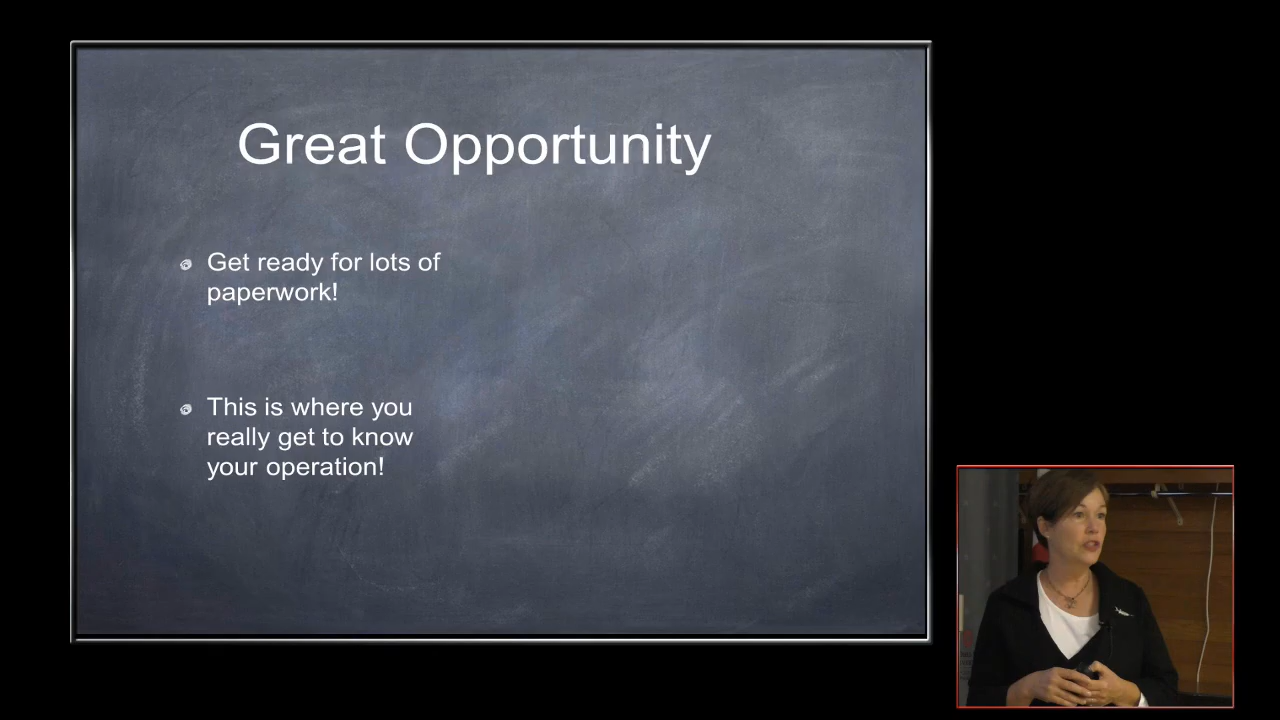 Great Opportunity
Get ready for lots of
paperwork!
This is where you
really get to know
your operation!